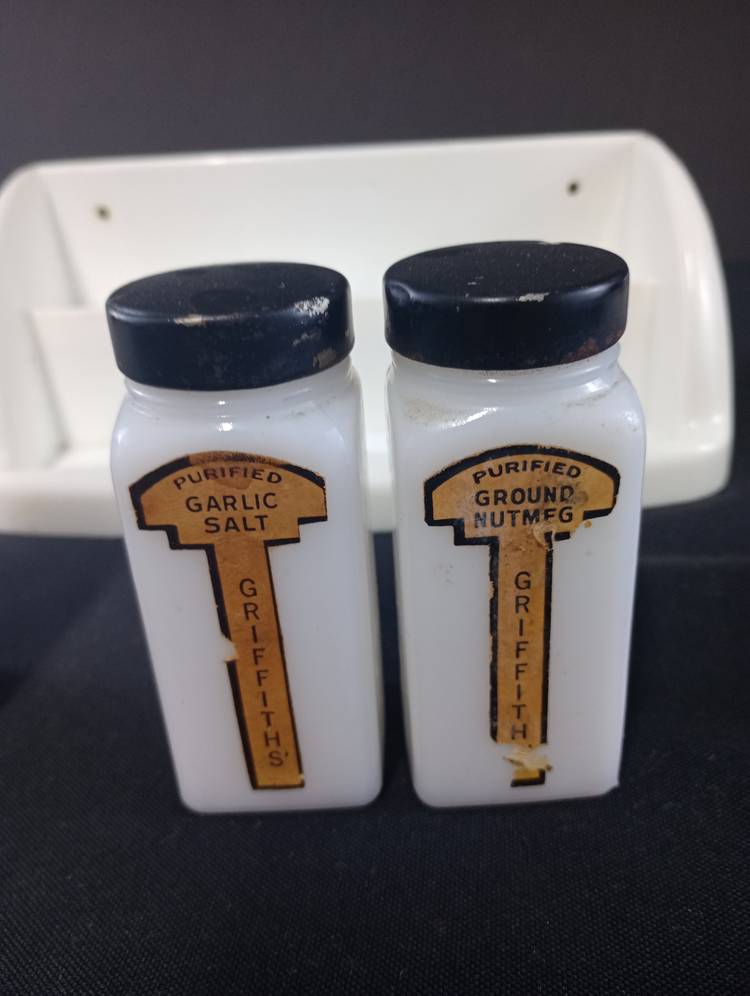 PURIFIED
GARLIC
SALT
GRIFFITHS'
PURIFIED
GROUND
NUTMEG
GRIFFITH